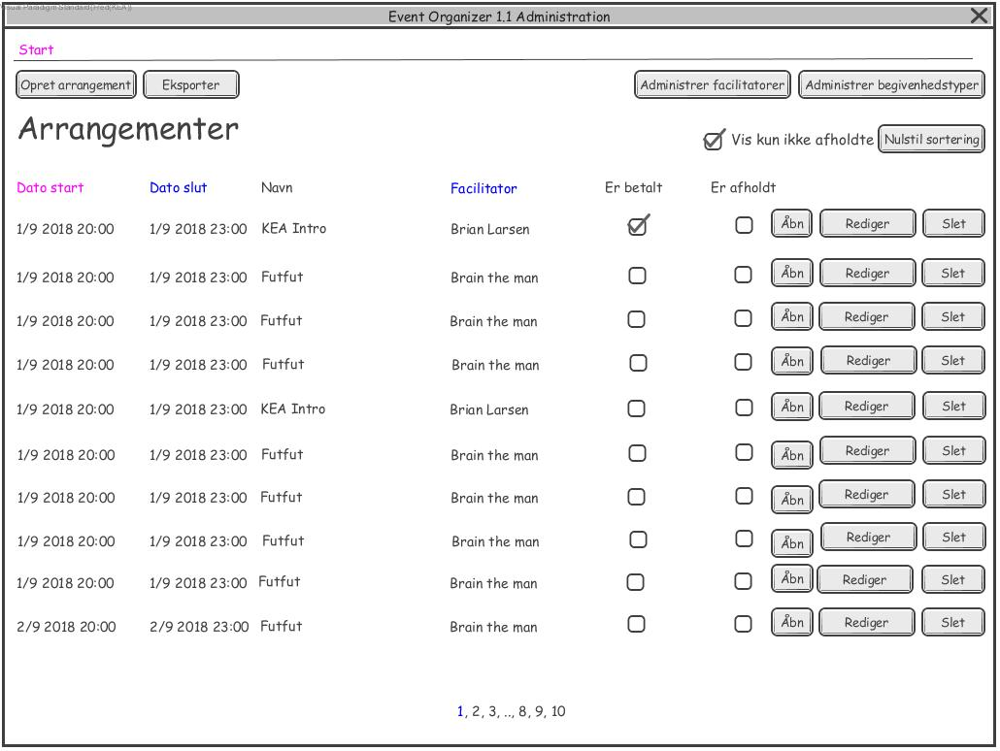 Visual Paradigm Standard(Fred(KEA))
Event Organizer 1.1 Administration
Start
Opret arrangement Eksporter Administrer facilitatorer Administrer begivenhedstyper
Arrangementer
Vis kun ikke afholdte Nulstil sortering
Dato start Dato slut Navn Facilitator Er betalt Er afholdt
1/9 2018 20:00 1/9 2018 23:00 KEA Intro Brian Larsen Åbn Rediger Slet
1/9 2018 20:00 1/9 2018 23:00 Futfut Brain the man Åbn Rediger Slet
1/9 2018 20:00 1/9 2018 23:00 Futfut Brain the man Åbn Rediger Slet
1/9 2018 20:00 1/9 2018 23:00 Futfut Brain the man Åbn Rediger Slet
1/9 2018 20:00 1/9 2018 23:00 KEA Intro Brian Larsen Åbn Rediger Slet
1/9 2018 20:00 1/9 2018 23:00 Futfut Brain the man Åbn Rediger Slet
1/9 2018 20:00 1/9 2018 23:00 Futfut Brain the man Åbn Rediger Slet
1/9 2018 20:00 1/9 2018 23:00 Futfut Brain the man Åbn Rediger Slet
1/9 2018 20:00 1/9 2018 23:00 Futfut Brain the man Åbn Rediger Slet
2/9 2018 20:00 2/9 2018 23:00 Futfut Brain the man Åbn Rediger Slet
1, 2, 3, .., 8, 9, 10